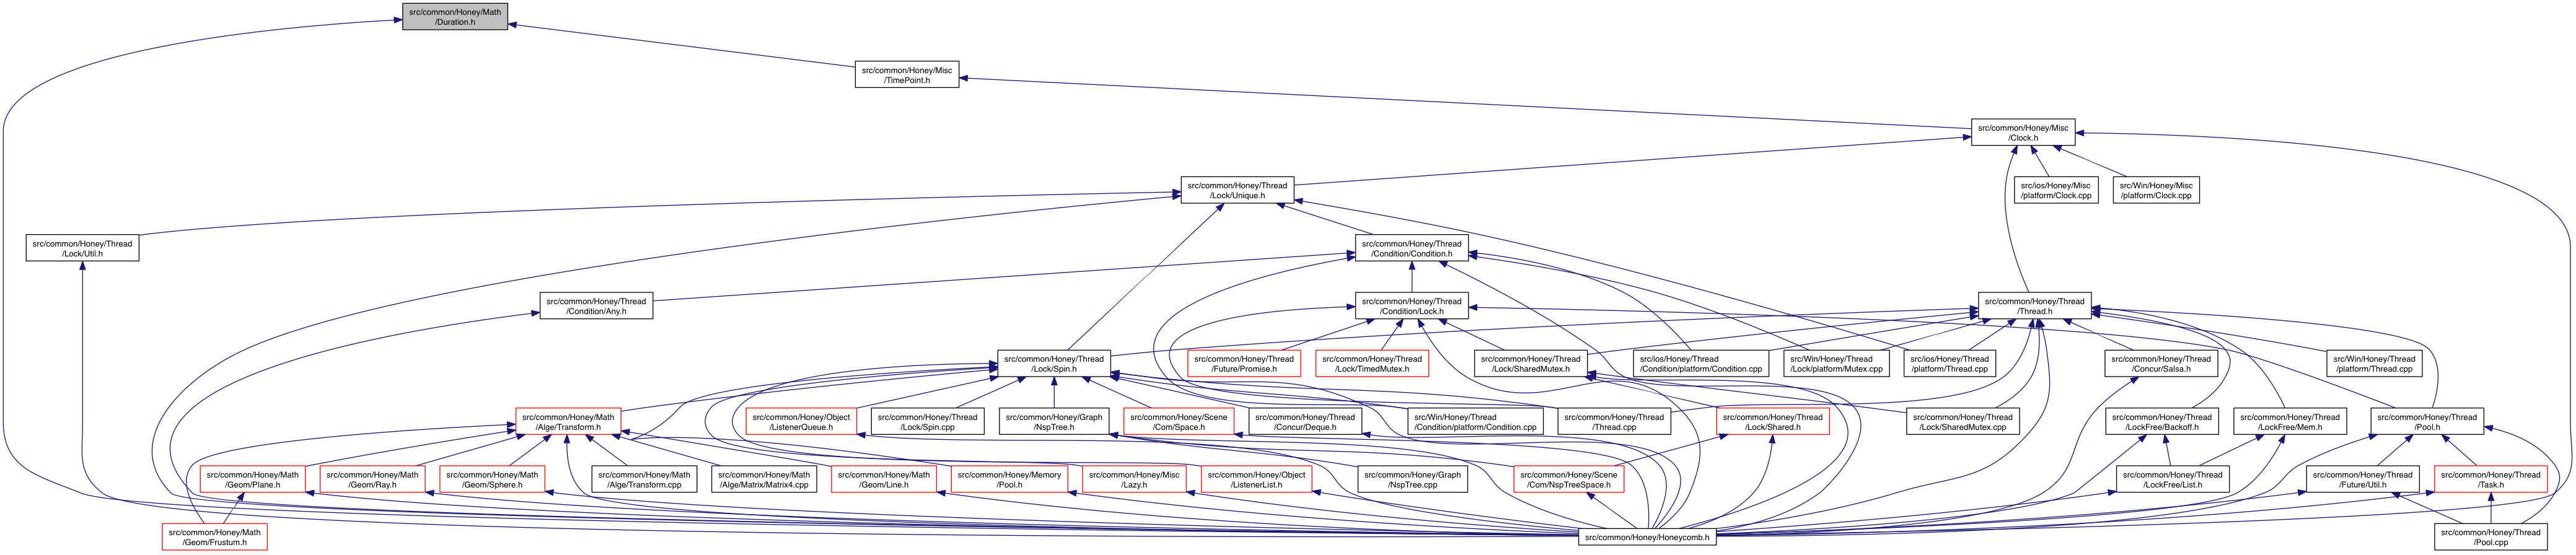 src/common/Honey/Math
/Duration.h
src/common/Honey/Misc
/TimePoint.h
src/common/Honey/Misc
/Clock.h
src/common/Honey/Thread
/Lock/Unique.h
src/ios/Honey/Misc
/platform/Clock.cpp
src/Win/Honey/Misc
/platform/Clock.cpp
src/common/Honey/Thread
/Lock/Util.h
src/common/Honey/Thread
/Condition/Condition.h
src/common/Honey/Thread
/Condition/Any.h
src/common/Honey/Thread
/Condition/Lock.h
src/common/Honey/Thread
/Thread.h
src/common/Honey/Thread
/Lock/Spin.h
src/common/Honey/Thread
/Future/Promise.h
src/common/Honey/Thread
/Lock/TimedMutex.h
src/common/Honey/Thread
/Lock/SharedMutex.h
src/ios/Honey/Thread
/Condition/platform/Condition.cpp
src/Win/Honey/Thread
/Lock/platform/Mutex.cpp
src/ios/Honey/Thread
/platform/Thread.cpp
src/common/Honey/Thread
/Concur/Salsa.h
src/Win/Honey/Thread
/platform/Thread.cpp
src/common/Honey/Math
/Alge/Transform.h
src/common/Honey/Object
/ListenerQueue.h
src/common/Honey/Thread
/Lock/Spin.cpp
src/common/Honey/Graph
/NspTree.h
src/common/Honey/Scene
/Com/Space.h
src/common/Honey/Thread
/Concur/Deque.h
src/Win/Honey/Thread
/Condition/platform/Condition.cpp
src/common/Honey/Thread
/Thread.cpp
src/common/Honey/Thread
/Lock/Shared.h
src/common/Honey/Thread
/Lock/SharedMutex.cpp
src/common/Honey/Thread
/LockFree/Backoff.h
src/common/Honey/Thread
/LockFree/Mem.h
src/common/Honey/Thread
/Pool.h
src/common/Honey/Math
/Geom/Plane.h
src/common/Honey/Math
/Geom/Ray.h
src/common/Honey/Math
/Geom/Sphere.h
src/common/Honey/Math
/Alge/Transform.cpp
src/common/Honey/Math
/Alge/Matrix/Matrix4.cpp
src/common/Honey/Math
/Geom/Line.h
src/common/Honey/Memory
/Pool.h
src/common/Honey/Misc
/Lazy.h
src/common/Honey/Object
/ListenerList.h
src/common/Honey/Graph
/NspTree.cpp
src/common/Honey/Scene
/Com/NspTreeSpace.h
src/common/Honey/Thread
/LockFree/List.h
src/common/Honey/Thread
/Future/Util.h
src/common/Honey/Thread
/Task.h
src/common/Honey/Math
/Geom/Frustum.h
src/common/Honey/Honeycomb.h
src/common/Honey/Thread
/Pool.cpp